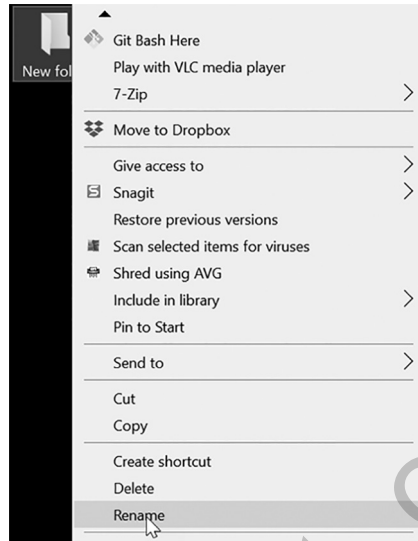 New fol
Git Bash Here
Play with VLC media player
7-Zip
Move to Dropbox
Give access to
Snagit
Restore previous versions
Scan selected items for viruses
Shred using AVG
Include in library
Pin to Start
Send to
Cut
Copy
Create shortcut
Delete
Rename